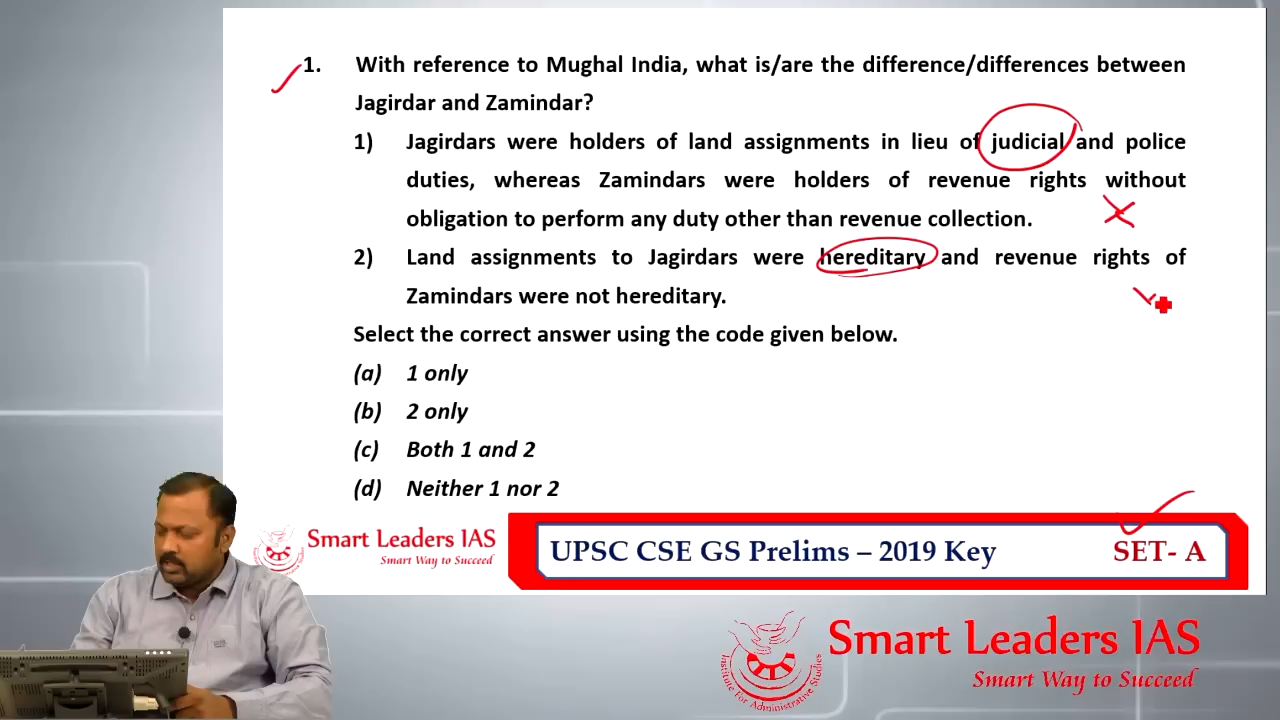 1. With reference to Mughal India, what is/are the difference/differences between
Jagirdar and Zamindar?
1) Jagirdars were holders of land assignments in lieu of judicial and police
duties, whereas Zamindars were holders of revenue rights without
obligation to perform any duty other than revenue collection.
2) Land assignments to Jagirdars were hereditary and revenue rights of
Zamindars were not hereditary.
Select the correct answer using the code given below.
(a) 1 only
(b) 2 only
(c) Both 1 and 2
(d) Neither 1 nor 2
Smart Leaders IAS
Smart Way to Succeed
UPSC CSE GS Prelims – 2019 Key SET- A
Smart Leaders IAS
Smart Way to Succeed
Institute For Administrative Studies